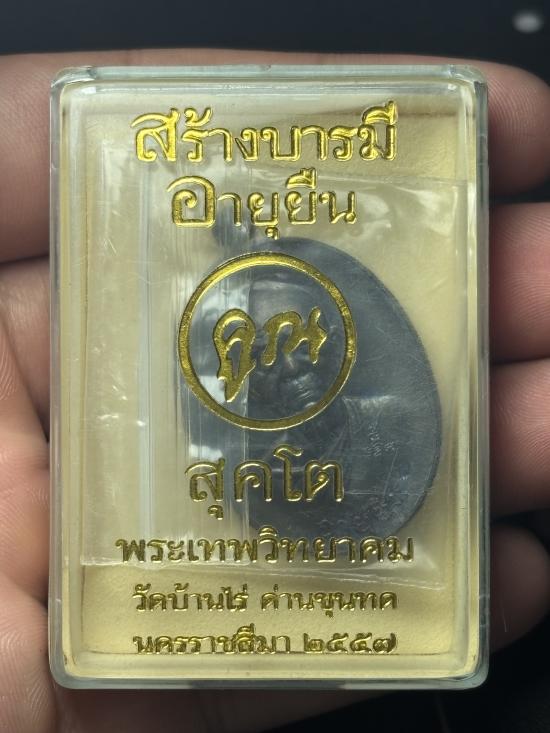 สร้างบารมี
อายุยืน
คูณ
สุคโต
พระเทพวิทยาคม
วัดบ้านไร่ ด่านขุนทด
นครราชสีมา ๒๕๕๗